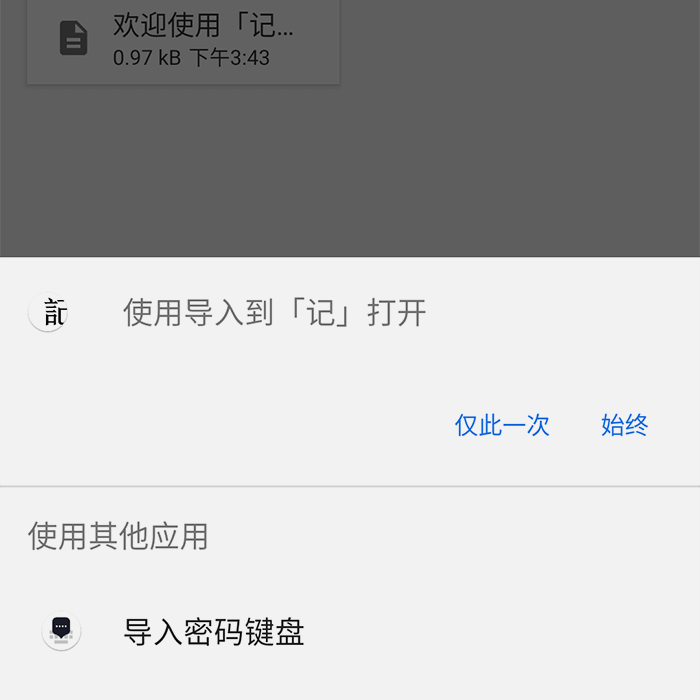 欢迎使用「记...
0.97 kB 下午3:43
記
使用导入到「记」打开
仅此一次 始终
使用其他应用
导入密码键盘